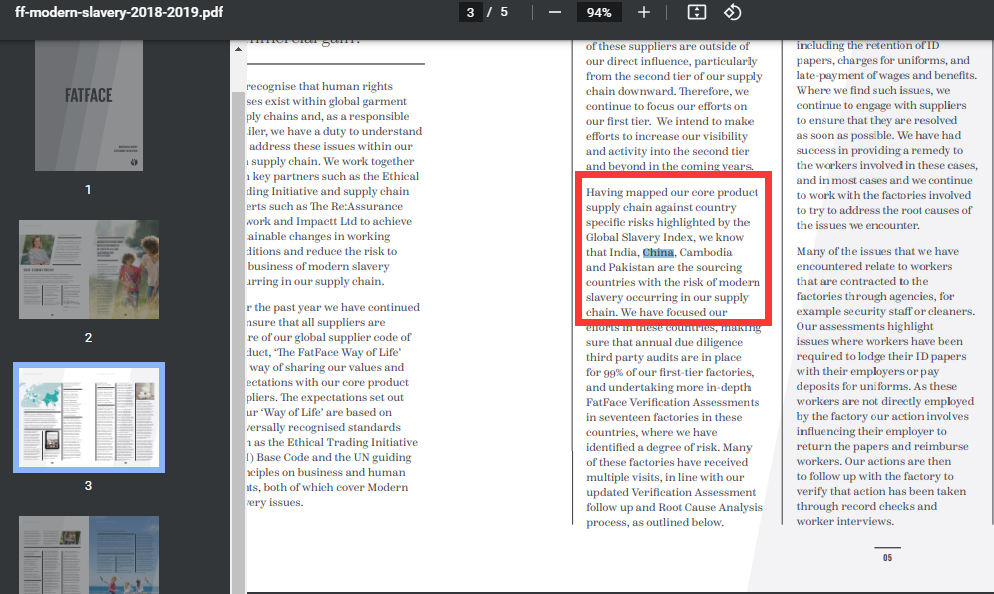 ff-modern-slavery-2018-2019.pdf
3 / 5
94%
FATFACE
1
2
3
recognise that human rights
exist within global garment
chains and, as a responsible
we have a duty to understand
address these issues within our
supply chain. We work together
key partners such as the Ethical
Initiative and supply chain
such as The Re:Assurance
and Impactt Ltd to achieve
changes in working
and reduce the risk to
business of modern slavery
in our supply chain.
the past year we have continued
that all suppliers are
of our global supplier code of
'The FatFace Way of Life'
way of sharing our values and
with our core product
The expectations set out
'Way of Life' are based on
recognised standards
as the Ethical Trading Initiative
Base Code and the UN guiding
on business and human
both of which cover Modern
issues.
of these suppliers are outside of
our direct influence, particularly
from the second tier of our supply
chain downward. Therefore, we
continue to focus our efforts on
our first tier. We intend to make
efforts to increase our visibility
and activity into the second tier
and beyond in the coming years.
Having mapped our core product
supply chain against country
specific risks highlighted by the
Global Slavery Index, we know
that India, China, Cambodia
and Pakistan are the sourcing
countries with the risk of modern
slavery occurring in our supply
chain. We have focused our
efforts in these countries, making
sure that annual due diligence
third party audits are in place
for 99% of our first-tier factories,
and undertaking more in-depth
FatFace Verification Assessments
in seventeen factories in these
countries, where we have
identified a degree of risk. Many
of these factories have received
multiple visits, in line with our
updated Verification Assessment
follow up and Root Cause Analysis
process, as outlined below.
including the retention of ID
papers, charges for uniforms, and
late-payment of wages and benefits.
Where we find such issues, we
continue to engage with suppliers
to ensure that they are resolved
as soon as possible. We have had
success in providing a remedy to
the workers involved in these cases,
and in most cases and we continue
to work with the factories involved
to try to address the root causes of
the issues we encounter.
Many of the issues that we have
encountered relate to workers
that are contracted to the
factories through agencies, for
example security staff or cleaners.
Our assessments highlight
issues where workers have been
required to lodge their ID papers
with their employers or pay
deposits for uniforms. As these
workers are not directly employed
by the factory our action involves
influencing their employer to
return the papers and reimburse
workers. Our actions are then
to follow up with the factory to
verify that action has been taken
through record checks and
worker interviews.
05